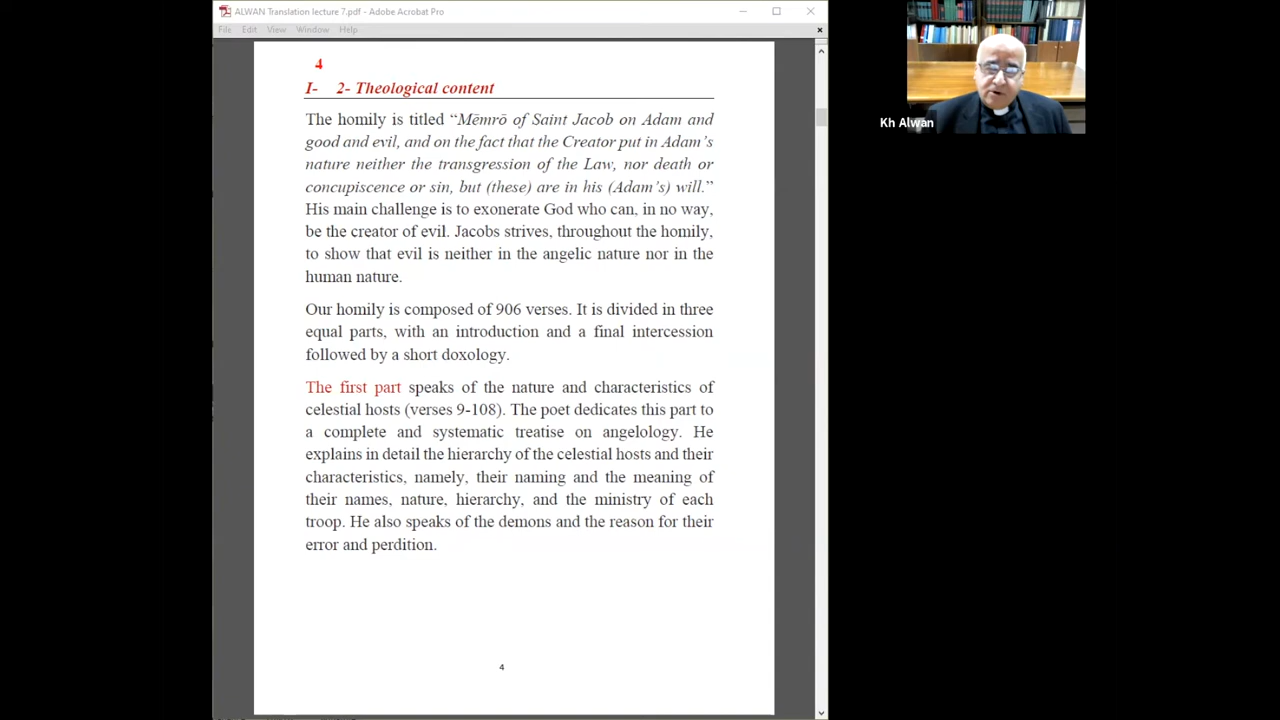 ALWAN Translation lecture 7.pdf - Adobe Acrobat Pro
File Edit View Window Help
4
I- 2- Theological content
The homily is titled “Mēmrō of Saint Jacob on Adam and
good and evil, and on the fact that the Creator put in Adam’s
nature neither the transgression of the Law, nor death or
concupiscence or sin, but (these) are in his (Adam’s) will.”
His main challenge is to exonerate God who can, in no way,
be the creator of evil. Jacobs strives, throughout the homily,
to show that evil is neither in the angelic nature nor in the
human nature.
Our homily is composed of 906 verses. It is divided in three
equal parts, with an introduction and a final intercession
followed by a short doxology.
The first part speaks of the nature and characteristics of
celestial hosts (verses 9-108). The poet dedicates this part to
a complete and systematic treatise on angelology. He
explains in detail the hierarchy of the celestial hosts and their
characteristics, namely, their naming and the meaning of
their names, nature, hierarchy, and the ministry of each
troop. He also speaks of the demons and the reason for their
error and perdition.
4
Kh Alwan